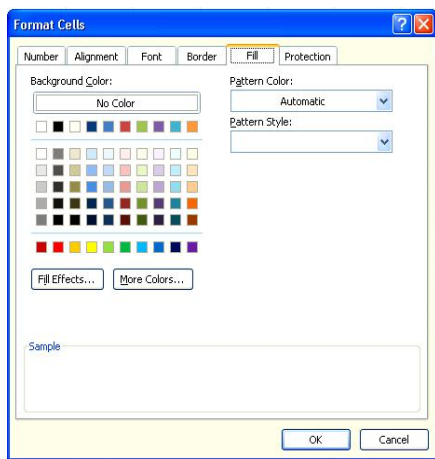 Format Cells
Number Alignment Font Border Fill Protection
Background Color:
No Color
Pattern Color:
Automatic
Pattern Style:
Fill Effects... More Colors...
Sample
OK Cancel